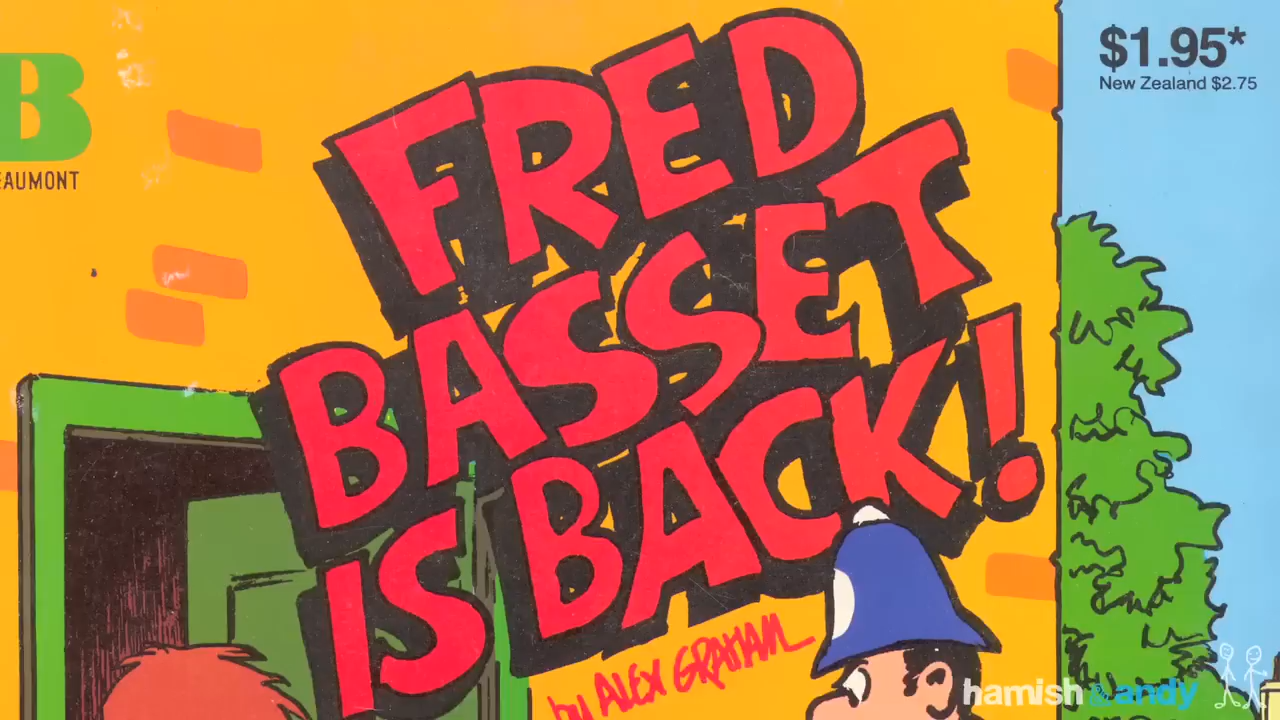 B
EAUMONT
$1.95*
New Zealand $2.75
FRED
BASSET
IS BACK!
by ALEX GRAHAM
hamish & andy